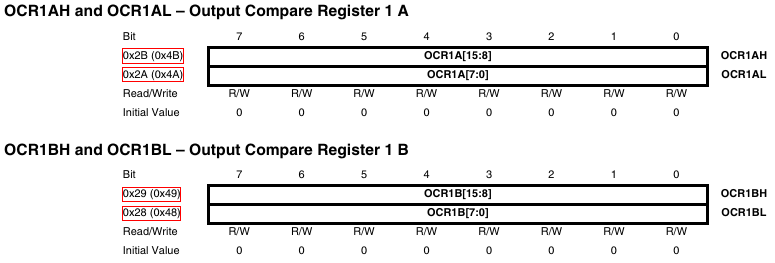 OCR1AH and OCR1AL – Output Compare Register 1 A
Bit 7 6 5 4 3 2 1 0
0x2B (0x4B) OCR1A[15:8] OCR1AH
0x2A (0x4A) OCR1A[7:0] OCR1AL
Read/Write R/W R/W R/W R/W R/W R/W R/W R/W
Initial Value 0 0 0 0 0 0 0 0
OCR1BH and OCR1BL – Output Compare Register 1 B
Bit 7 6 5 4 3 2 1 0
0x29 (0x49) OCR1B[15:8] OCR1BH
0x28 (0x48) OCR1B[7:0] OCR1BL
Read/Write R/W R/W R/W R/W R/W R/W R/W R/W
Initial Value 0 0 0 0 0 0 0 0